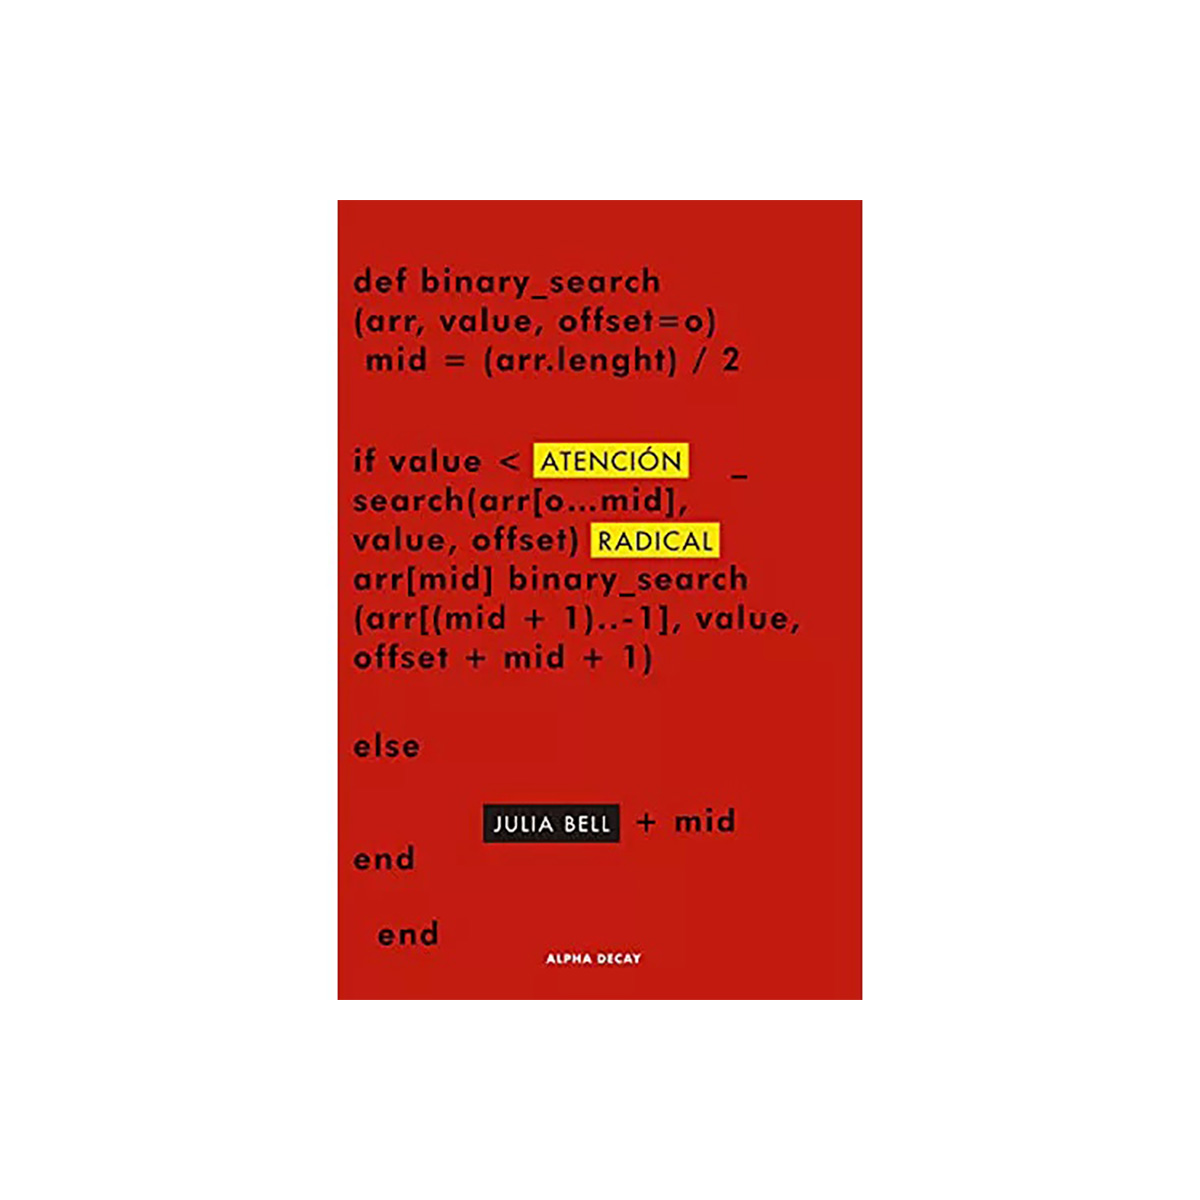 def binary_search
(arr, value, offset=o)
mid = (arr.lenght) / 2
if value < ATENCIÓN _
search(arr[o...mid],
value, offset) RADICAL
arr[mid] binary_search
(arr[(mid + 1)..-1], value,
offset + mid + 1)
else
JULIA BELL + mid
end
end
ALPHA DECAY